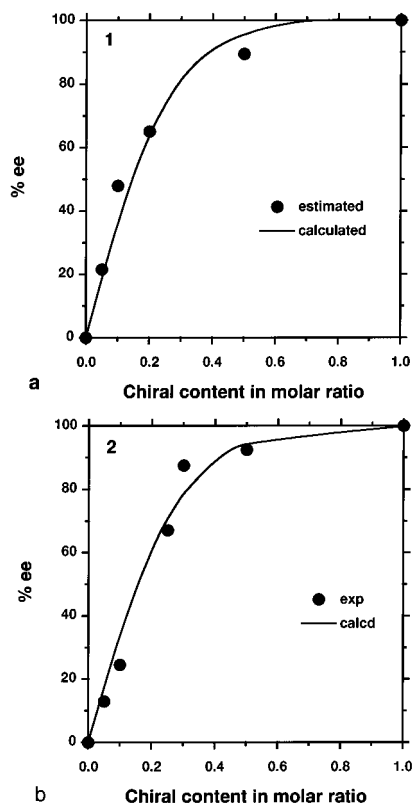 100
1
80
60
% ee
40
estimated
calculated
20
0
0.0 0.2 0.4 0.6 0.8 1.0
a
Chiral content in molar ratio
100
2
80
60
% ee
40
exp
calcd
20
0
0.0 0.2 0.4 0.6 0.8 1.0
b
Chiral content in molar ratio